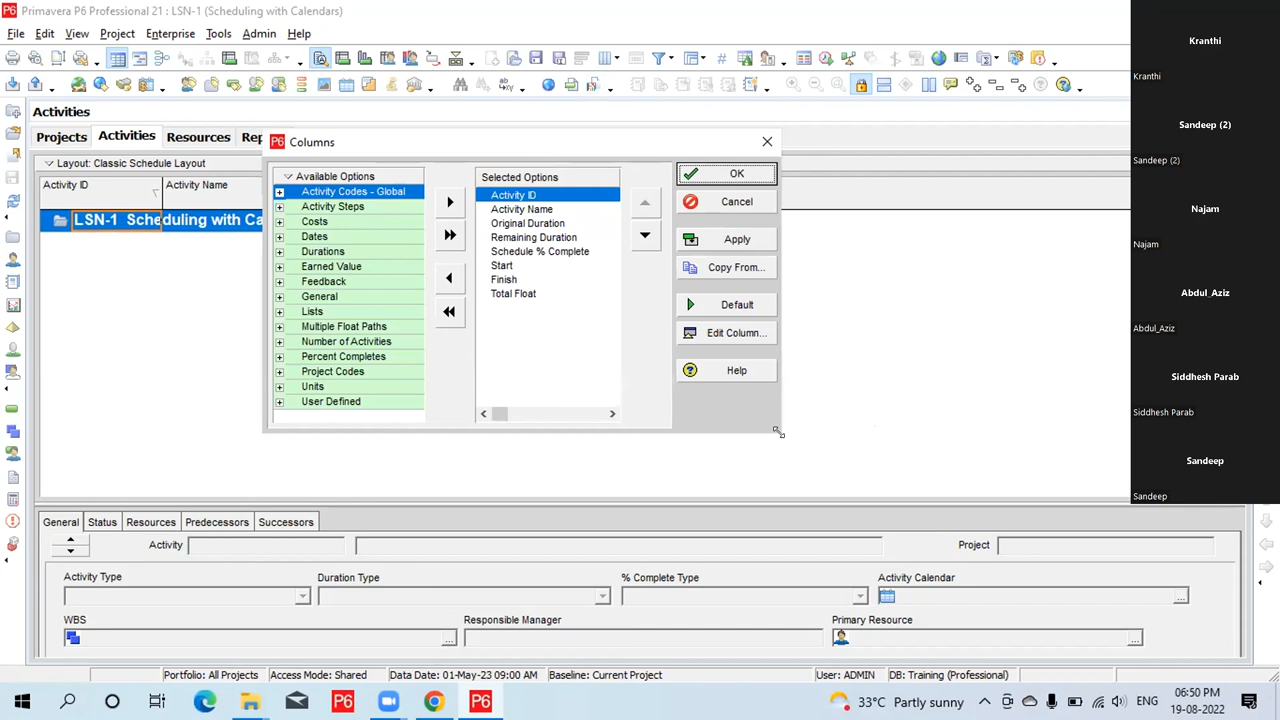 Primavera P6 Professional 21 : LSN-1 (Scheduling with Calendars)
File Edit View Project Enterprise Tools Admin Help
Activities
Projects Activities Resources Rep
Layout: Classic Schedule Layout
Activity ID Activity Name
LSN-1 Scheduling with Ca
P6 Columns
Available Options
Activity Codes - Global
Activity Steps
Costs
Dates
Durations
Earned Value
Feedback
General
Lists
Multiple Float Paths
Number of Activities
Percent Completes
Project Codes
Units
User Defined
Selected Options
Activity ID
Activity Name
Original Duration
Remaining Duration
Schedule % Complete
Start
Finish
Total Float
OK
Cancel
Apply
Copy From...
Default
Edit Column...
Help
Kranthi
Kranthi
Sandeep (2)
Sandeep (2)
Najam
Najam
Abdul_Aziz
Abdul_Aziz
Siddhesh Parab
Siddhesh Parab
Sandeep
Sandeep
General Status Resources Predecessors Successors
Activity Project
Activity Type Duration Type % Complete Type Activity Calendar
WBS Responsible Manager Primary Resource
Portfolio: All Projects Access Mode: Shared Data Date: 01-May-23 09:00 AM Baseline: Current Project User: ADMIN DB: Training (Professional)
P6 P6 33°C Partly sunny ENG 06:50 PM
19-08-2022